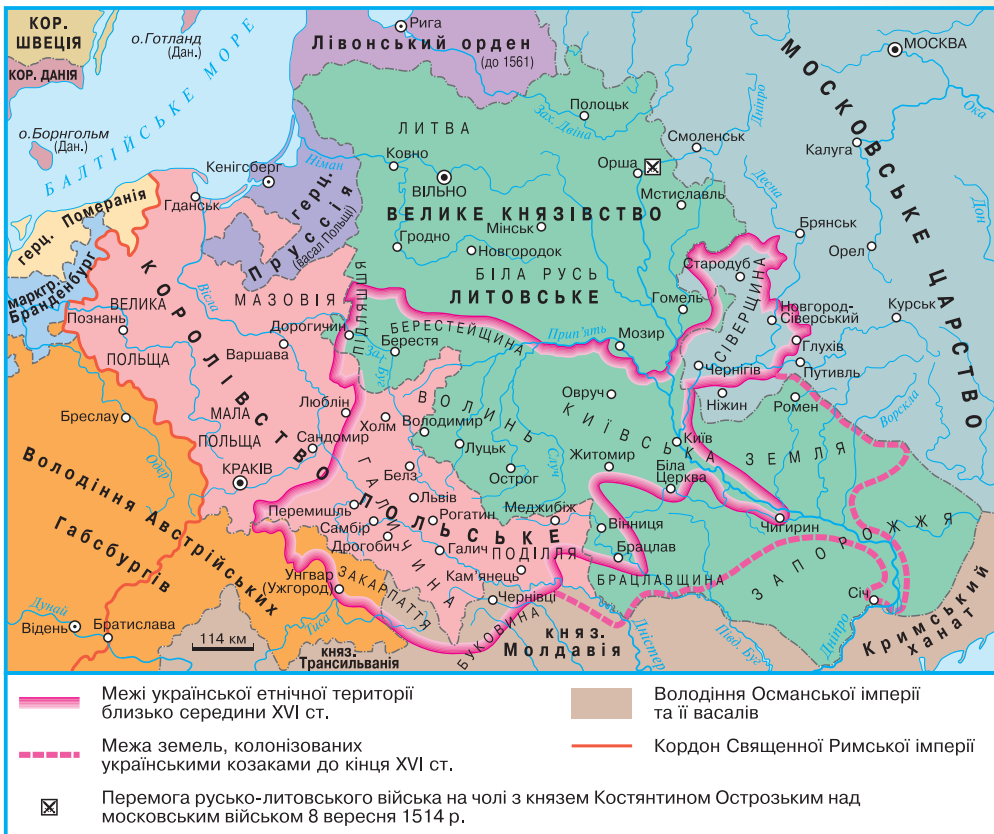 КОР.
ШВЕЦІЯ
о.Готланд
(Дан.)
КОР. ДАНІЯ
БАЛТІЙСЬКЕ МОРЕ
о.Борнгольм
(Дан.)
Рига
Лівонський орден
(до 1561)
МОСКВА
МОСКОВСЬКЕ ЦАРСТВО
Ока
Калуга
Дон
Полоцьк
Зах. Двіна
Дніпро
Смоленськ
Орша
Мстиславль
Десна
Брянськ
Орел
Курськ
ЛИТВА
Ковно
Німан
ВІЛЬНО
ВЕЛИКЕ КНЯЗІВСТВО
Мінськ
Гродно
Новгородок
БІЛА РУСЬ
ЛИТОВСЬКЕ
Кенігсберг
герц.
Пруссія
(васал Польщі)
Гданськ
герц. Померанія
Маркгр.
Бранденбург
КОРОЛІВСТВО ПОЛЬСЬКЕ
Вісла
МАЗОВІЯ
ВЕЛИКА
Познань
ПОЛЬЩА
Варшава
Дорогичин
ПІДЛЯШШЯ
БЕРЕСТЕЙЩИНА
Берестя
Зах. Буг
Прип’ять
Мозир
Гомель
Стародуб
СІВЕРЩИНА
Новгород-
Сіверський
Глухів
Путивль
Чернігів
Ніжин
Ромен
Ворскла
Бреслау
Одар
МАЛА
ПОЛЬЩА
Люблін
Сандомир
КРАКІВ
Холм
ВОЛИНЬ
Володимир
Луцьк
Острог
Случ
Овруч
КИЇВСЬКА ЗЕМЛЯ
Київ
Житомир
Біла
Церква
Белз
Львів
ГАЛИЧИНА
Перемишль
Самбір
Рогатин
Дрогобич
Галич
Меджибіж
ПОДІЛЛЯ
Кам’янець
Вінниця
Брацлав
БРАЦЛАВЩИНА
Чигирин
ЗАПОРОЖЖЯ
Січ
Володіння Австрійських
Габсбургів
Унгвар
(Ужгород)
ЗАКАРПАТТЯ
Тиса
Чернівці
БУКОВИНА
княз.
Молдавія
Дністер
Півд. Буг
Дніпро
Кримський
ханат
Дунай
Відень
Братислава
114 км
княз.
Трансильванія
Межі української етнічної території
близько середини XVI ст.
Межа земель, колонізованих
українськими козаками до кінця XVI ст.
Перемога русько-литовського війська на чолі з князем Костянтином Острозьким над
московським військом 8 вересня 1514 р.
Володіння Османської імперії
та її васалів
Кордон Священної Римської імперії